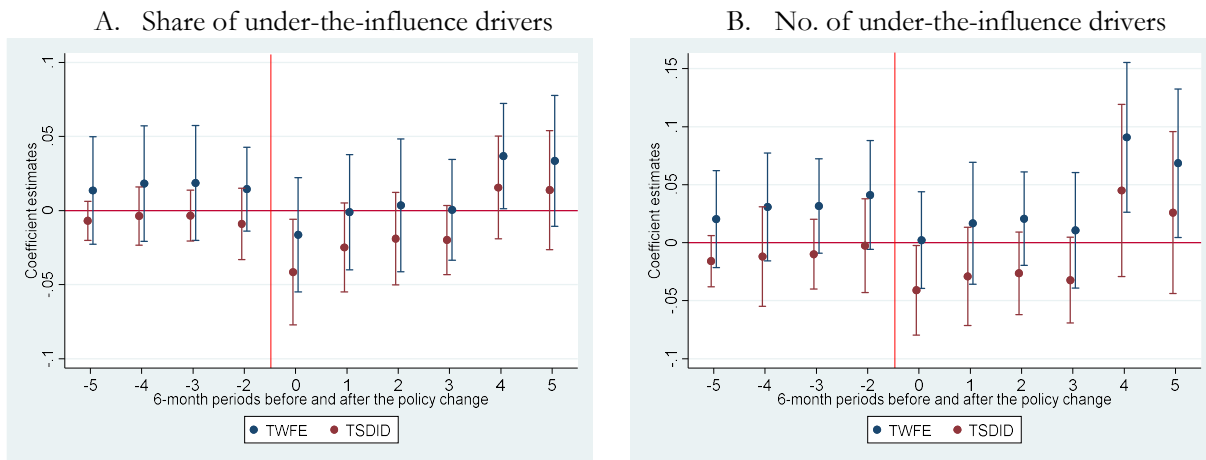 A. Share of under-the-influence drivers
Coefficient estimates
.1
.05
0
-.05
-.1
-5 -4 -3 -2 0 1 2 3 4 5
6-month periods before and after the policy change
TWFE TSDID
B. No. of under-the-influence drivers
Coefficient estimates
.15
.1
.05
0
-.05
-.1
-5 -4 -3 -2 0 1 2 3 4 5
6-month periods before and after the policy change
TWFE TSDID